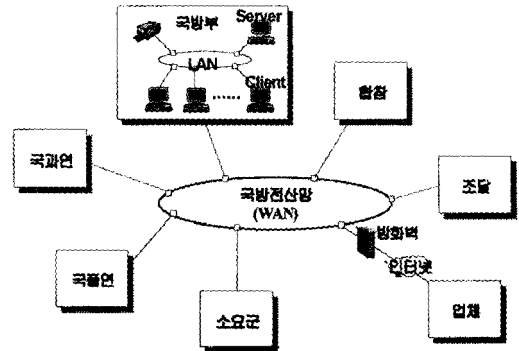 국방부
Server
LAN
Client
......
합참
국과연
조달
국방전산망
(WAN)
방화벽
인터넷
국품연
소요군
업체